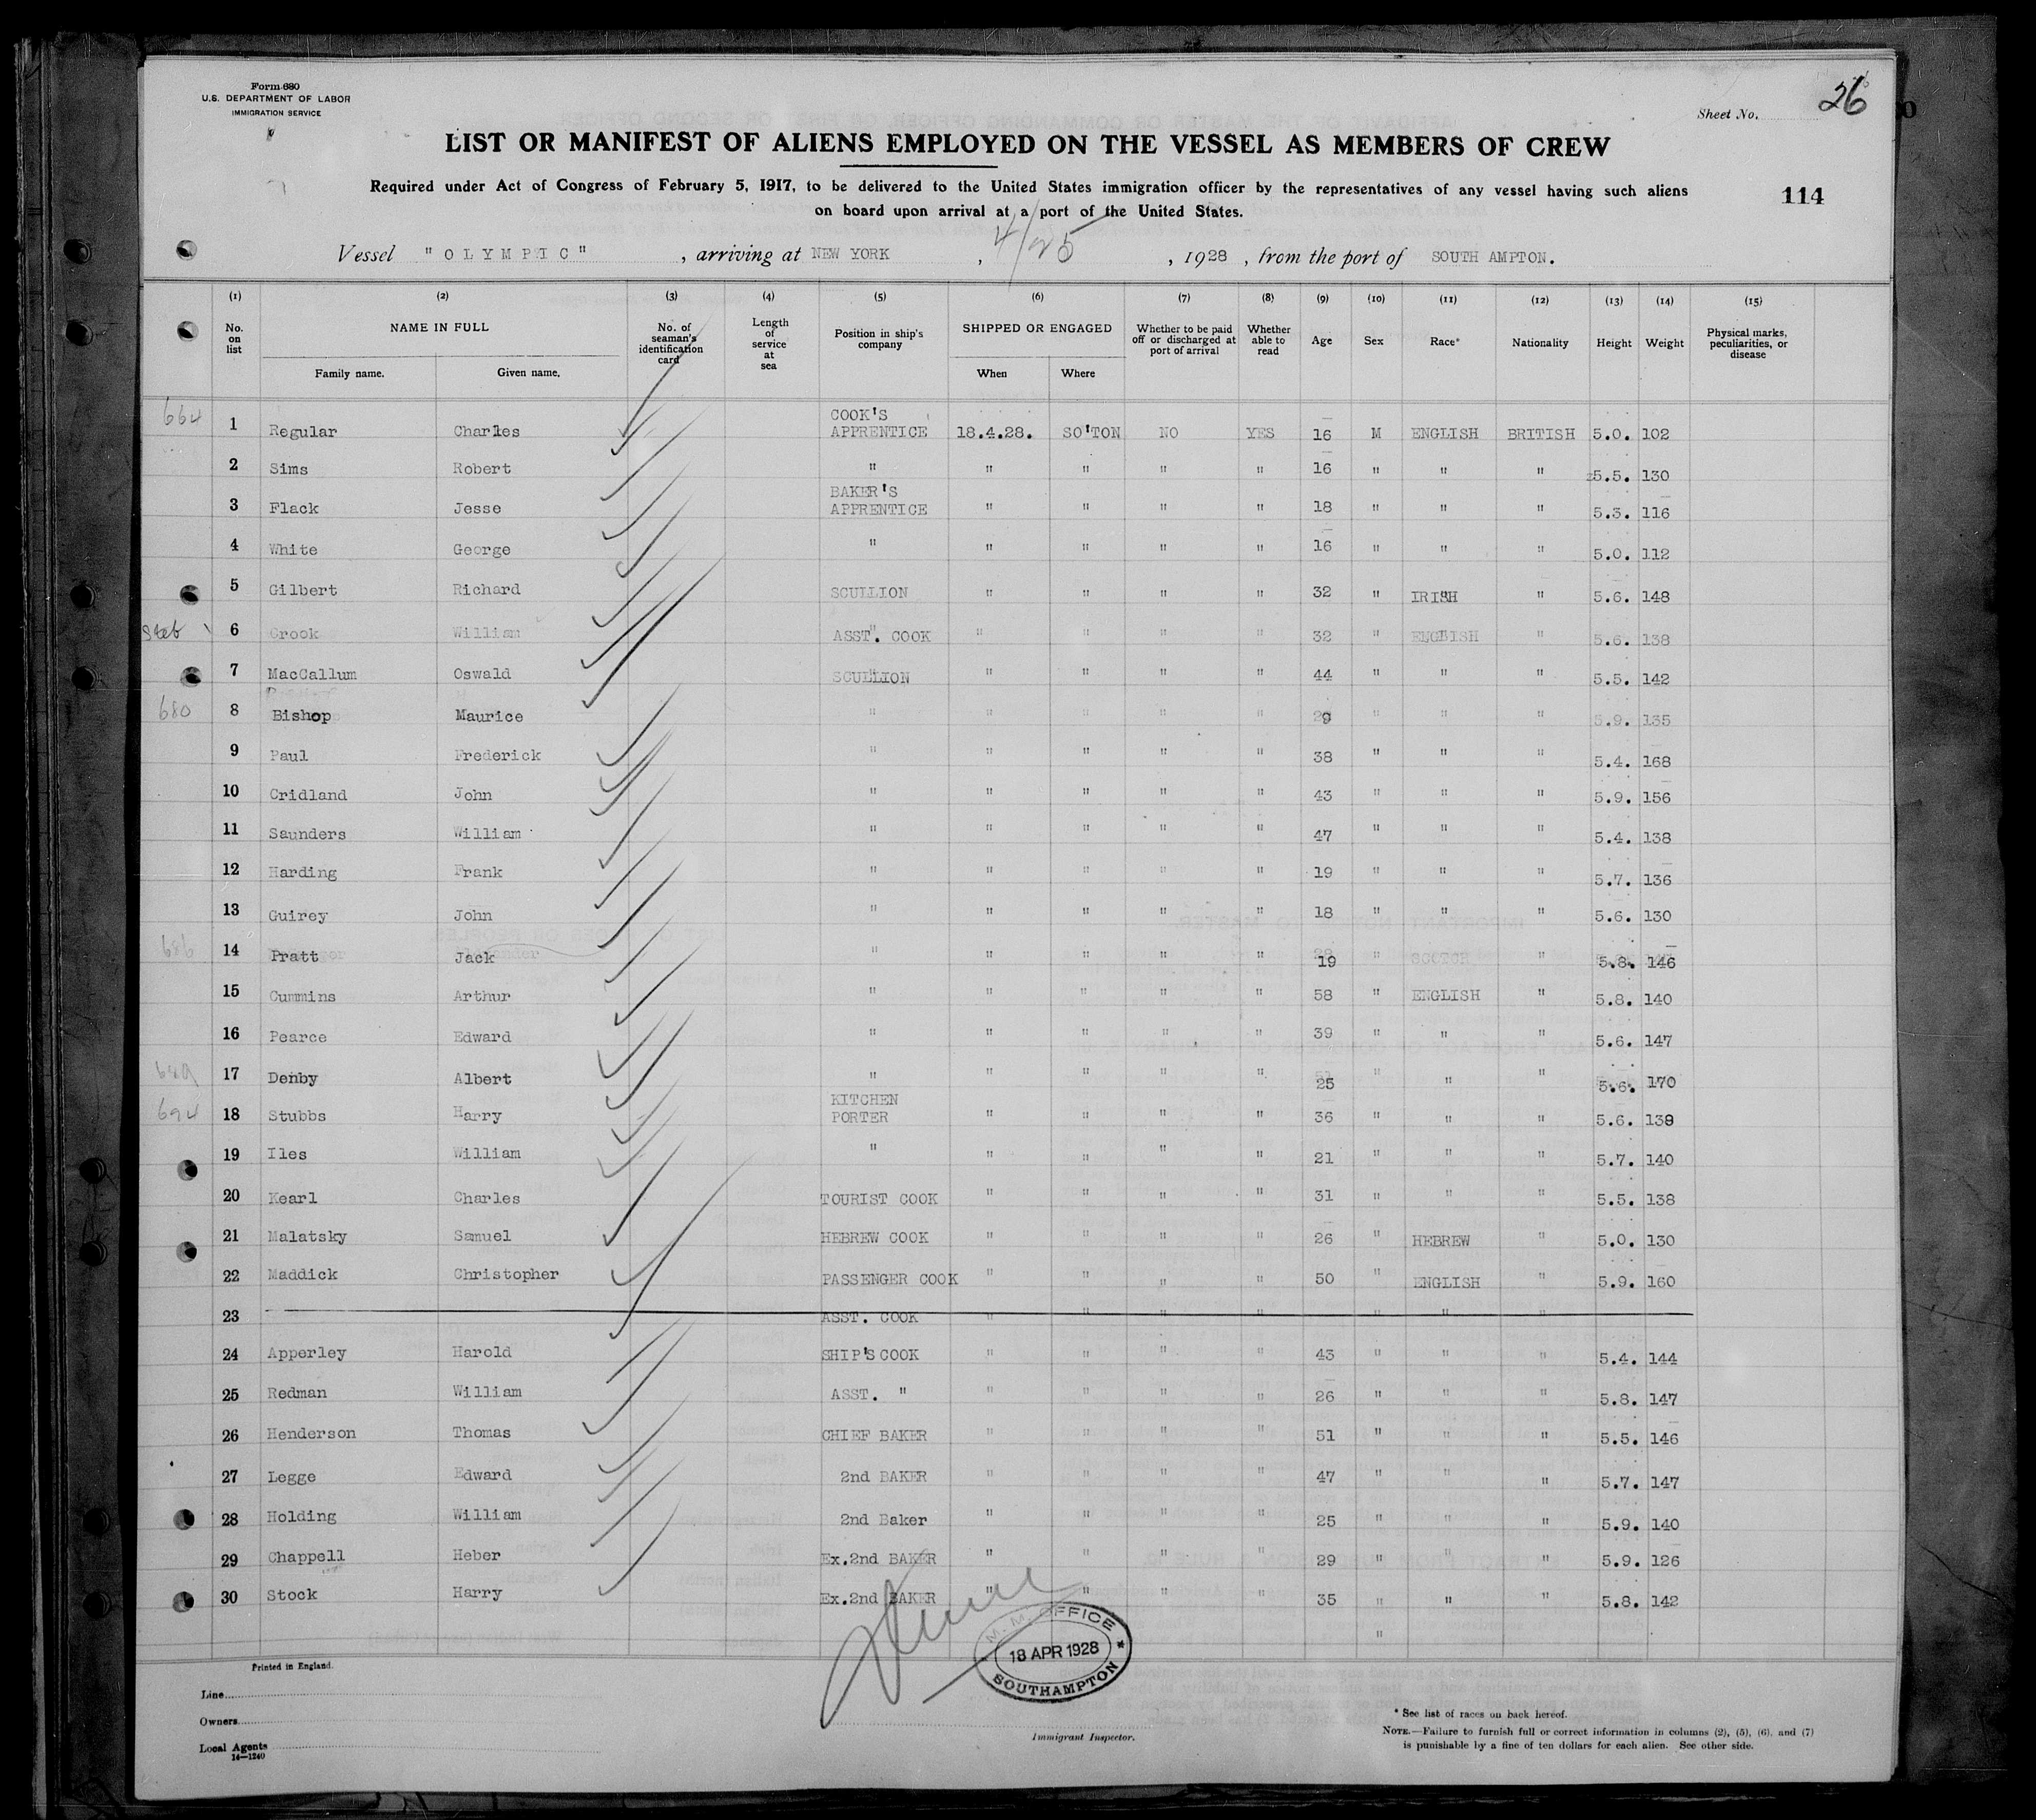 Form 680
U.S. DEPARTMENT OF LABOR
IMMIGRATION SERVICE
Sheet No. 26
LIST OR MANIFEST OF ALIENS EMPLOYED ON THE VESSEL AS MEMBERS OF CREW
Required under Act of Congress of February 5, 1917, to be delivered to the United States immigration officer by the representatives of any vessel having such aliens
on board upon arrival at a port of the United States.
114
Vessel "OLYMPIC", arriving at NEW YORK, 4/25, 1928, from the port of SOUTH AMPTON.
(1) (2) (3) (4) (5) (6) (7) (8) (9) (10) (11) (12) (13) (14) (15)
No. on list NAME IN FULL No. of seaman's identification card Length of service at sea Position in ship's company SHIPPED OR ENGAGED Whether to be paid off or discharged at port of arrival Whether able to read Age Sex Race* Nationality Height Weight Physical marks, peculiarities, or disease
Family name. Given name. When Where
664 1 Regular Charles COOK'S APPRENTICE 18.4.28. SO'TON NO YES 16 M ENGLISH BRITISH 5.0. 102
2 Sims Robert " " " " " 16 " " " 5.5. 130
3 Flack Jesse BAKER'S APPRENTICE " " " " 18 " " " 5.3. 116
4 White George " " " " " 16 " " " 5.0. 112
5 Gilbert Richard SCULLION " " " " 32 " IRISH " 5.6. 148
6 Crook William ASST. COOK " " " " 32 " ENGLISH " 5.6. 138
7 MacCallum Oswald SCULLION " " " " 44 " " " 5.5. 142
680 8 Bishop Maurice " " " " " 29 " " " 5.9. 135
9 Paul Frederick " " " " " 38 " " " 5.4. 168
10 Cridland John " " " " " 43 " " " 5.9. 156
11 Saunders William " " " " " 47 " " " 5.4. 138
12 Harding Frank " " " " " 19 " " " 5.7. 136
13 Guirey John " " " " " 18 " " " 5.6. 130
686 14 Pratt Jack " " " " " 19 " " 5.8. 146
15 Cummins Arthur " " " " " 58 " ENGLISH " 5.8. 140
16 Pearce Edward " " " " " 39 " " " 5.6. 147
689 17 Denby Albert " " " " " 25 " " " 5.6. 170
694 18 Stubbs Harry KITCHEN PORTER " " " " 36 " " " 5.6. 139
19 Iles William " " " " " 21 " " " 5.7. 140
20 Kearl Charles TOURIST COOK " " " " 31 " " " 5.5. 138
21 Malatsky Samuel HEBREW COOK " " " " 26 " HEBREW " 5.0. 130
22 Maddick Christopher PASSENGER COOK " " " " 50 " ENGLISH " 5.9. 160
23 ASST. COOK " " " " " " "
24 Apperley Harold SHIP'S COOK " " " " 43 " " " 5.4. 144
25 Redman William ASST. " " " " " 26 " " " 5.8. 147
26 Henderson Thomas CHIEF BAKER " " " " 51 " " " 5.5. 146
27 Legge Edward 2nd BAKER " " " " 47 " " " 5.7. 147
28 Holding William 2nd Baker " " " " 25 " " " 5.9. 140
29 Chappell Heber Ex.2nd BAKER " " " " 29 " " " 5.9. 126
30 Stock Harry Ex.2nd BAKER " " " " 35 " " " 5.8. 142
"
M. M. OFFICE
18 APR 1928
SOUTHAMPTON
Printed in England.
Line
Owners
Local Agents
14—1240
Immigrant Inspector.
* See list of races on back hereof.
NOTE.—Failure to furnish full or correct information in columns (2), (5), (6), and (7)
is punishable by a fine of ten dollars for each alien. See other side.